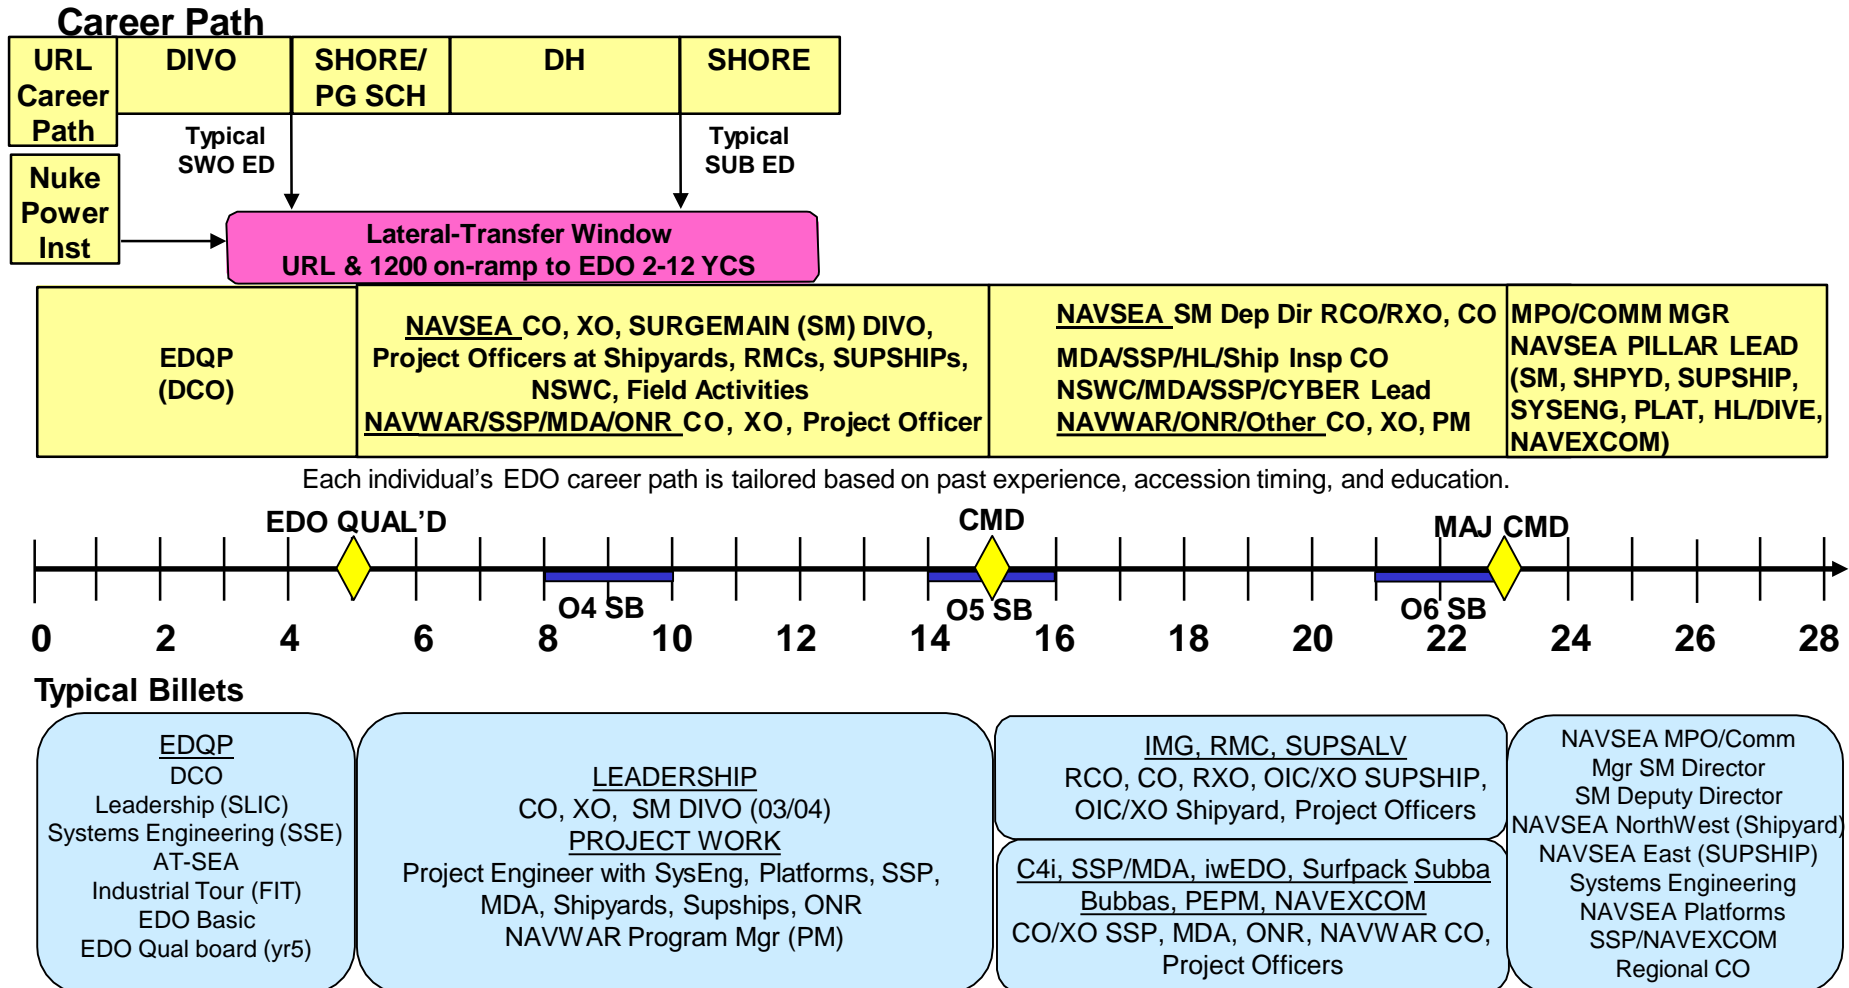 Career Path
URL
Career
Path
DIVO
SHORE/
PG SCH
DH
SHORE
Typical
SWO ED
Typical
SUB ED
Nuke
Power
Inst
Lateral-Transfer Window
URL & 1200 on-ramp to EDO 2-12 YCS
EDQP
(DCO)
NAVSEA CO, XO, SURGEMAIN (SM) DIVO,
Project Officers at Shipyards, RMCs, SUPSHIPs,
NSWC, Field Activities
NAVWAR/SSP/MDA/ONR CO, XO, Project Officer
NAVSEA SM Dep Dir RCO/RXO, CO
MDA/SSP/HL/Ship Insp CO
NSWC/MDA/SSP/CYBER Lead
NAVWAR/ONR/Other CO, XO, PM
MPO/COMM MGR
NAVSEA PILLAR LEAD
(SM, SHPYD, SUPSHIP,
SYSENG, PLAT, HL/DIVE,
NAVEXCOM)
Each individual's EDO career path is tailored based on past experience, accession timing, and education.
EDO QUAL'D
CMD
MAJ CMD
O4 SB
O5 SB
O6 SB
0 2 4 6 8 10 12 14 16 18 20 22 24 26 28
Typical Billets
EDQP
DCO
Leadership (SLIC)
Systems Engineering (SSE)
AT-SEA
Industrial Tour (FIT)
EDO Basic
EDO Qual board (yr5)
LEADERSHIP
CO, XO, SM DIVO (03/04)
PROJECT WORK
Project Engineer with SysEng, Platforms, SSP,
MDA, Shipyards, Supships, ONR
NAVWAR Program Mgr (PM)
IMG, RMC, SUPSALV
RCO, CO, RXO, OIC/XO SUPSHIP,
OIC/XO Shipyard, Project Officers
C4i, SSP/MDA, iwEDO, Surfpack Subba
Bubbas, PEPM, NAVEXCOM
CO/XO SSP, MDA, ONR, NAVWAR CO,
Project Officers
NAVSEA MPO/Comm
Mgr SM Director
SM Deputy Director
NAVSEA NorthWest (Shipyard)
NAVSEA East (SUPSHIP)
Systems Engineering
NAVSEA Platforms
SSP/NAVEXCOM
Regional CO